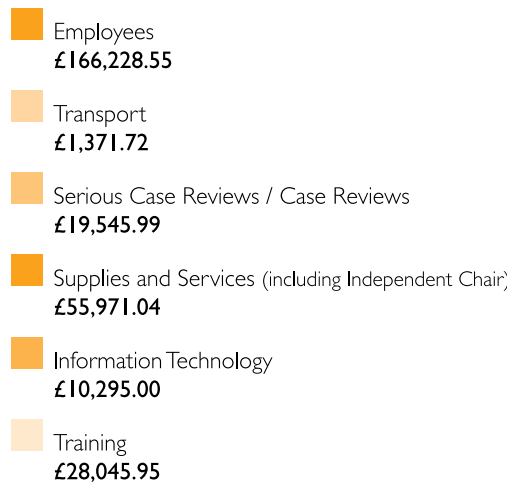 Employees
£166,228.55
Transport
£1,371.72
Serious Case Reviews / Case Reviews
£19,545.99
Supplies and Services (including Independent Chair)
£55,971.04
Information Technology
£10,295.00
Training
£28,045.95